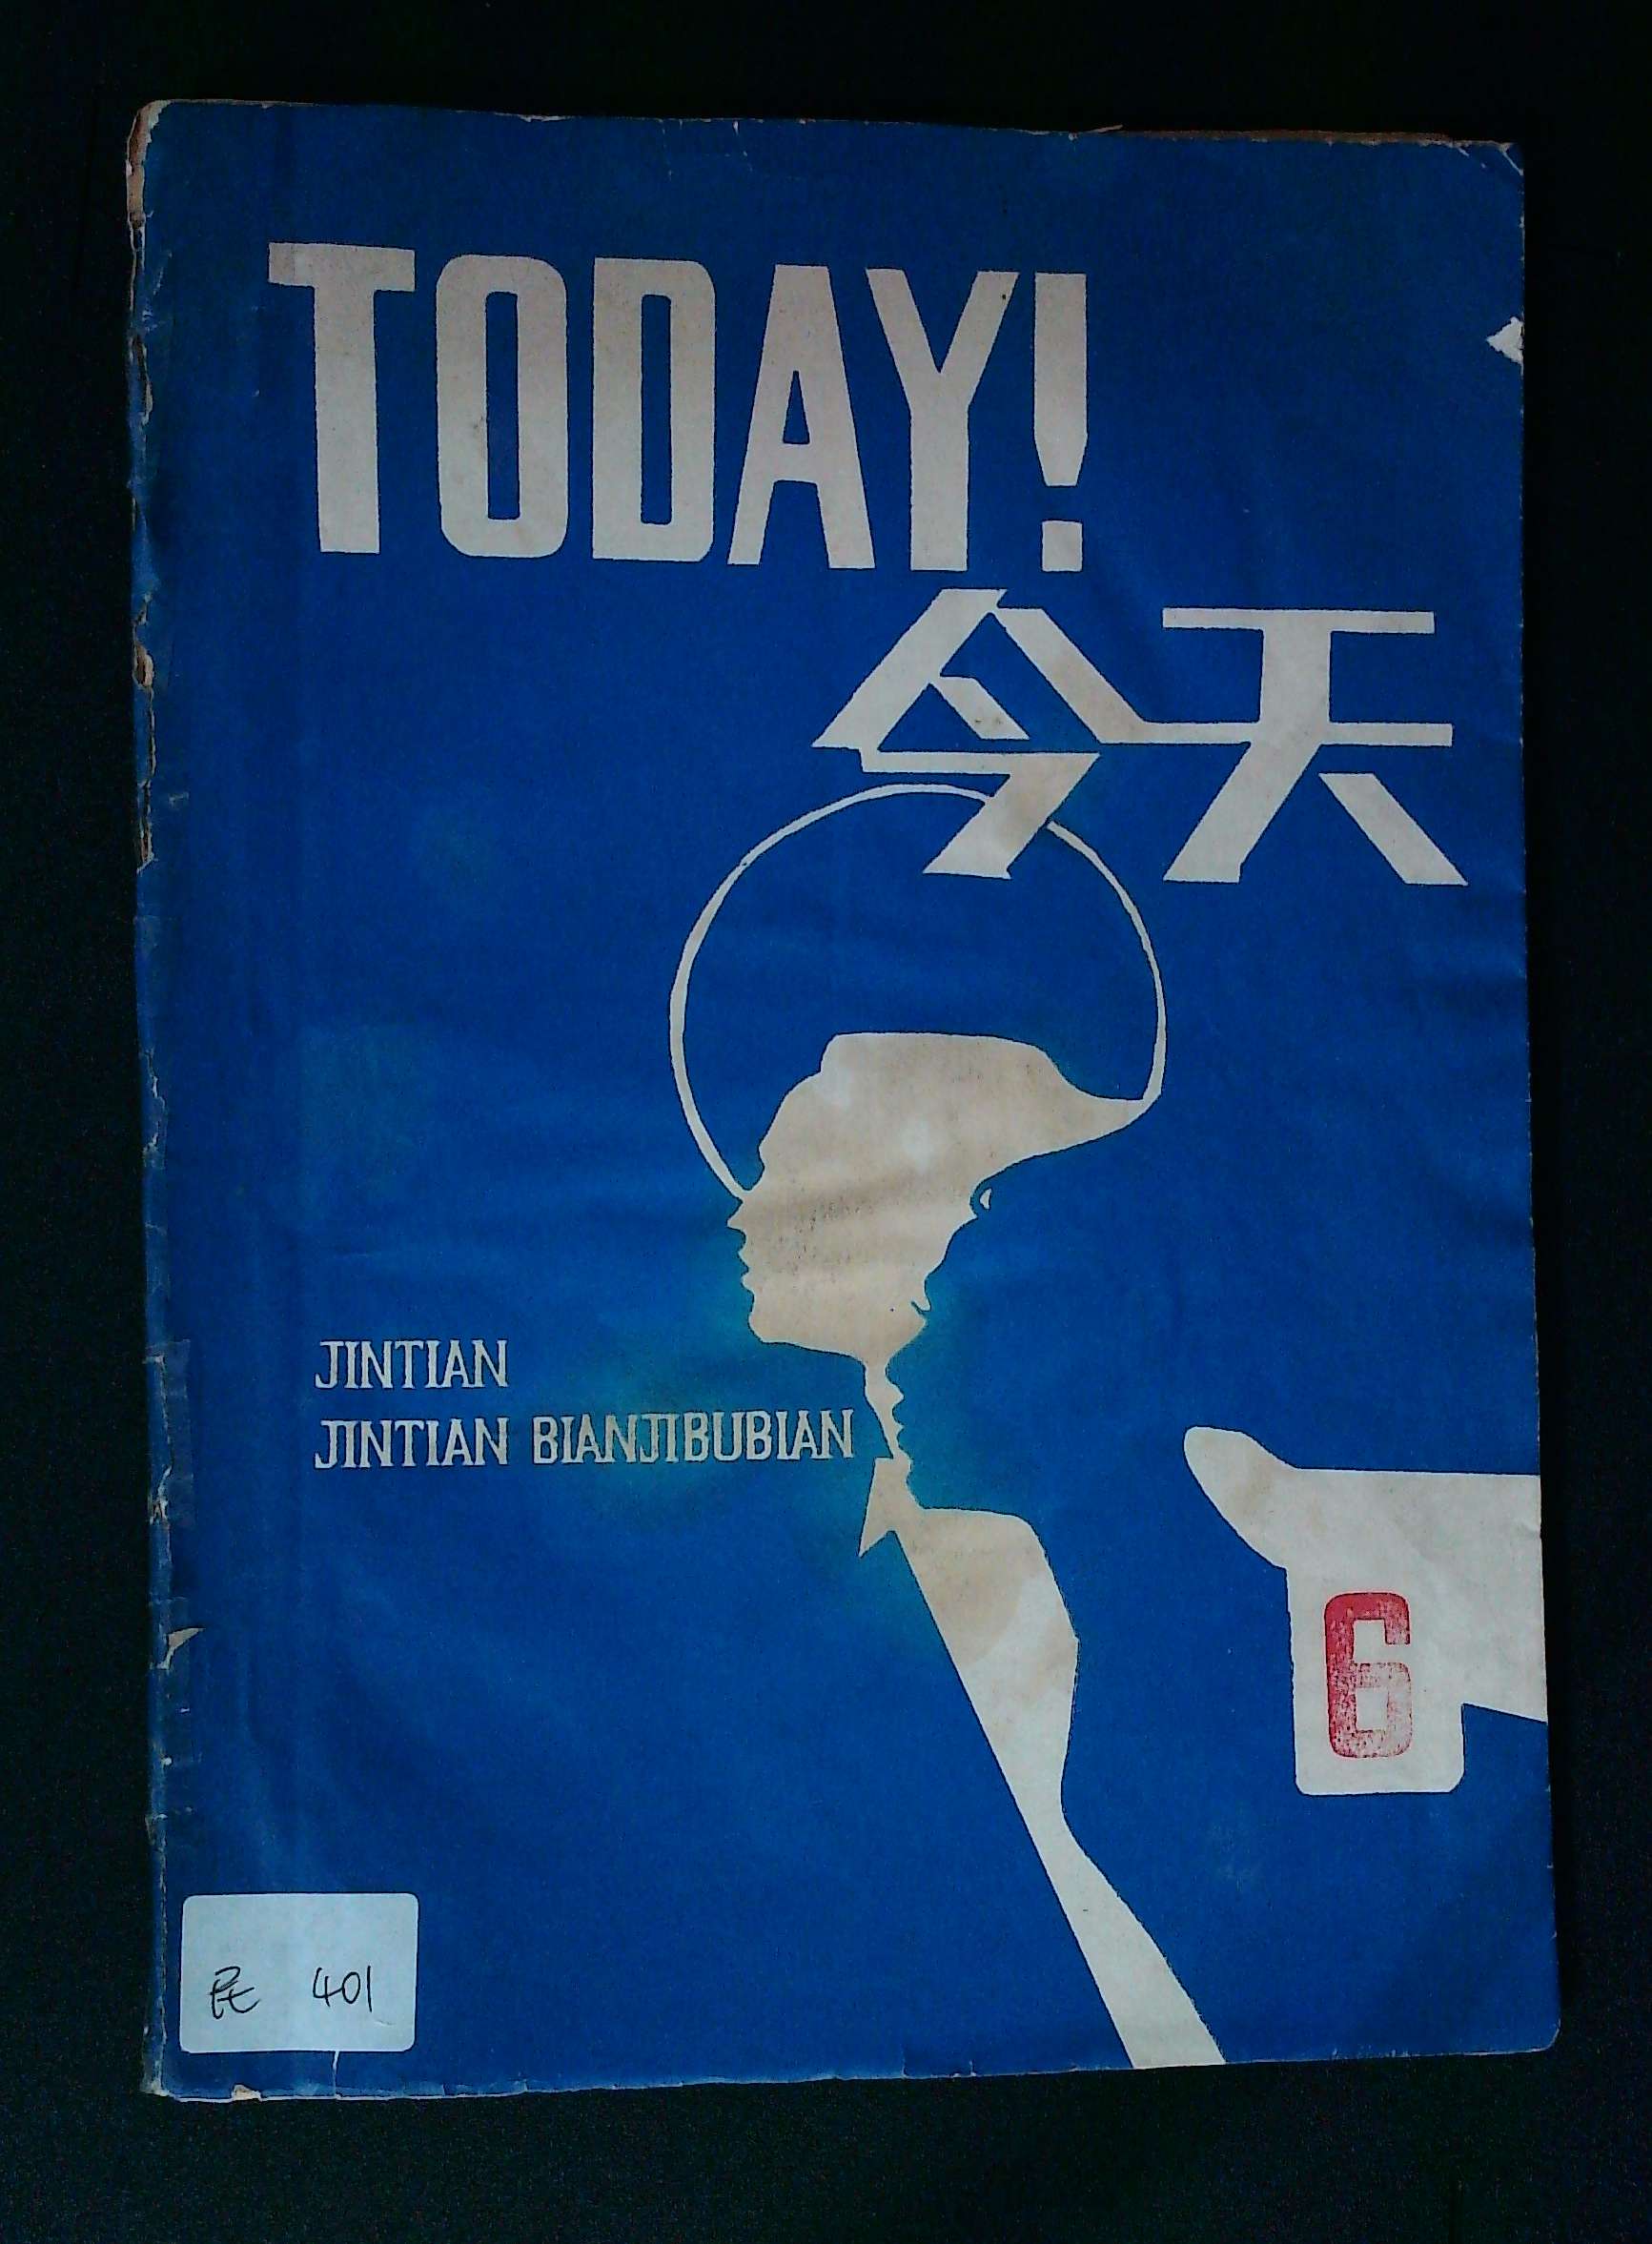 TODAY!
今天
JINTIAN
JINTIAN BIANJIBUBIAN
6
民 401